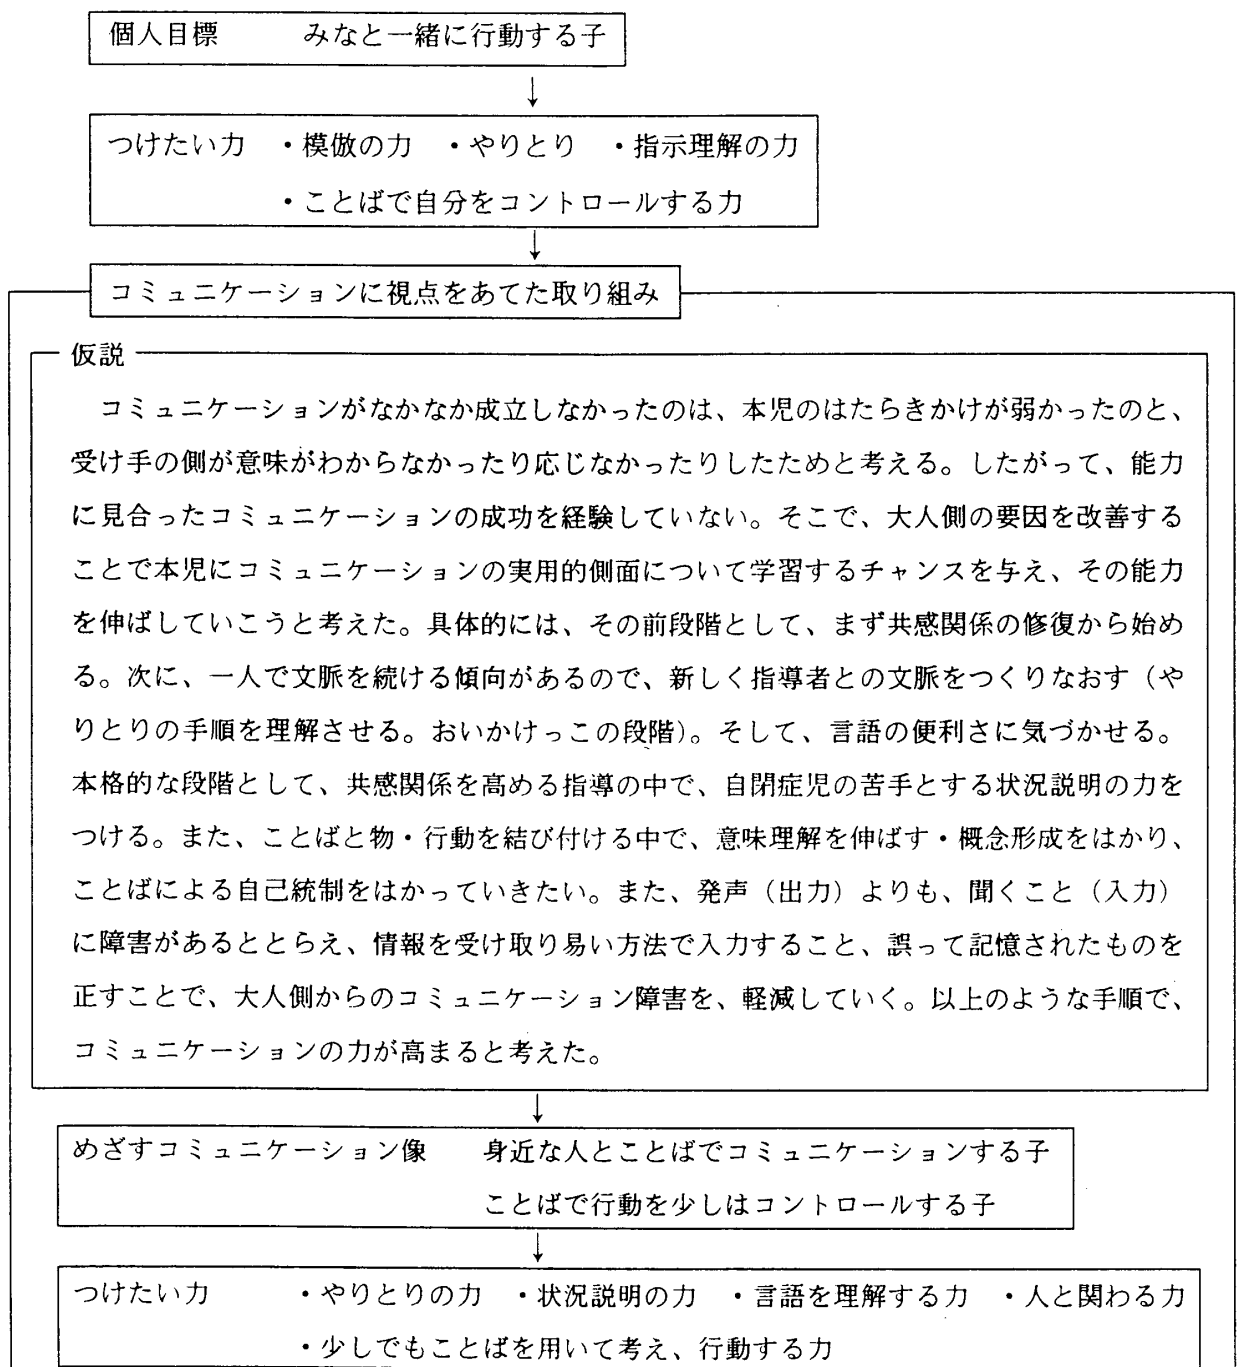 個人目標　　みなと一緒に行動する子
つけたい力　・模倣の力　・やりとり　・指示理解の力
・ことばで自分をコントロールする力
コミュニケーションに視点をあてた取り組み
仮説
コミュニケーションがなかなか成立しなかったのは、本児のはたらきかけが弱かったのと、
受け手の側が意味がわからなかったり応じなかったりしたためと考える。したがって、能力
に見合ったコミュニケーションの成功を経験していない。そこで、大人側の要因を改善する
ことで本児にコミュニケーションの実用的側面について学習するチャンスを与え、その能力
を伸ばしていこうと考えた。具体的には、その前段階として、まず共感関係の修復から始め
る。次に、一人で文脈を続ける傾向があるので、新しく指導者との文脈をつくりなおす（や
りとりの手順を理解させる。おいかけっこの段階）。そして、言語の便利さに気づかせる。
本格的な段階として、共感関係を高める指導の中で、自閉症児の苦手とする状況説明の力を
つける。また、ことばと物・行動を結び付ける中で、意味理解を伸ばす・概念形成をはかり、
ことばによる自己統制をはかっていきたい。また、発声（出力）よりも、聞くこと（入力）
に障害があるととらえ、情報を受け取り易い方法で入力すること、誤って記憶されたものを
正すことで、大人側からのコミュニケーション障害を、軽減していく。以上のような手順で、
コミュニケーションの力が高まると考えた。
めざすコミュニケーション像　　身近な人とことばでコミュニケーションする子
ことばで行動を少しはコントロールする子
つけたい力　　・やりとりの力　・状況説明の力　・言語を理解する力　・人と関わる力
・少しでもことばを用いて考え、行動する力